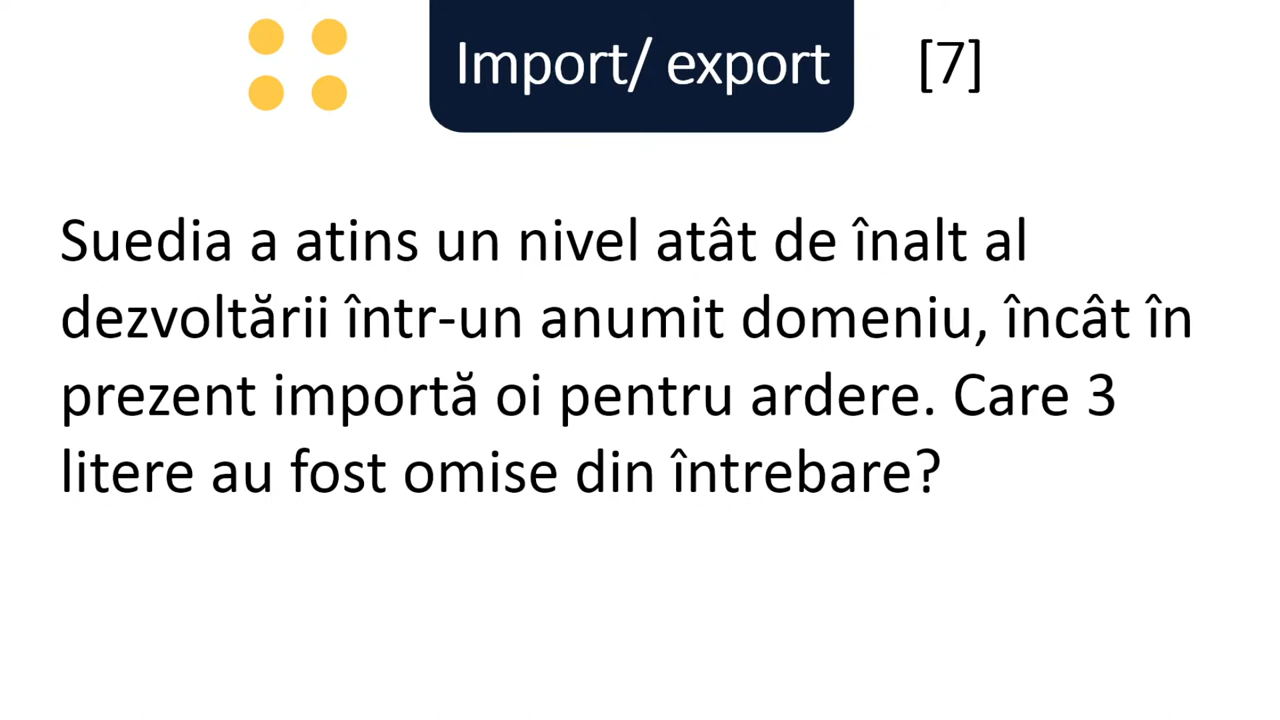 Import/ export [7]
Suedia a atins un nivel atât de înalt al
dezvoltării într-un anumit domeniu, încât în
prezent importă oi pentru ardere. Care 3
litere au fost omise din întrebare?